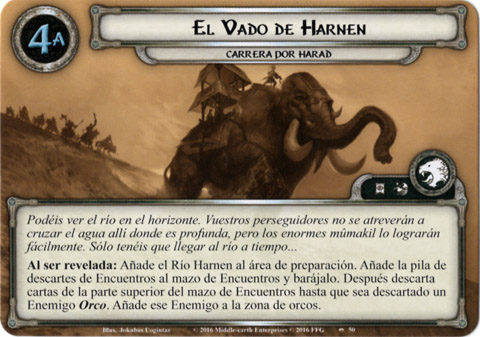 4A
El Vado de Harnen
Carrera por Harad
Podéis ver el río en el horizonte. Vuestros perseguidores no se atreverán a
cruzar el agua allí donde es profunda, pero los enormes mûmakil lo lograrán
fácilmente. Sólo tenéis que llegar al río a tiempo...
Al ser revelada: Añade el Río Harnen al área de preparación. Añade la pila de
descartes de Encuentros al mazo de Encuentros y barájalo. Después descarta
cartas de la parte superior del mazo de Encuentros hasta que sea descartado un
Enemigo Orco. Añade ese Enemigo a la zona de orcos.
Illus. Jokubas Uogintas © 2016 Middle-earth Enterprises © 2016 FFG 50